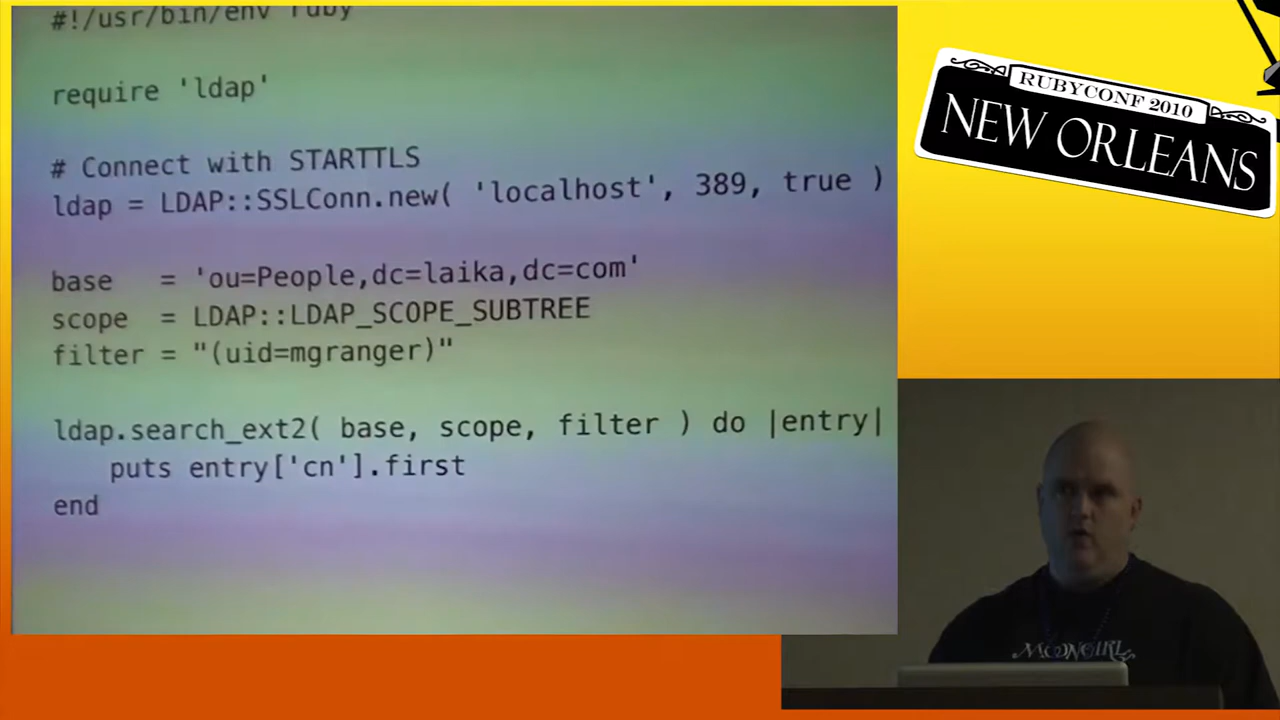 #!/usr/bin/env ruby
require 'ldap'
# Connect with STARTTLS
ldap = LDAP::SSLConn.new( 'localhost', 389, true )
base   = 'ou=People,dc=laika,dc=com'
scope  = LDAP::LDAP_SCOPE_SUBTREE
filter = "(uid=mgranger)"
ldap.search_ext2( base, scope, filter ) do |entry|
    puts entry['cn'].first
end
RUBYCONF 2010
NEW ORLEANS
MOONGIRL